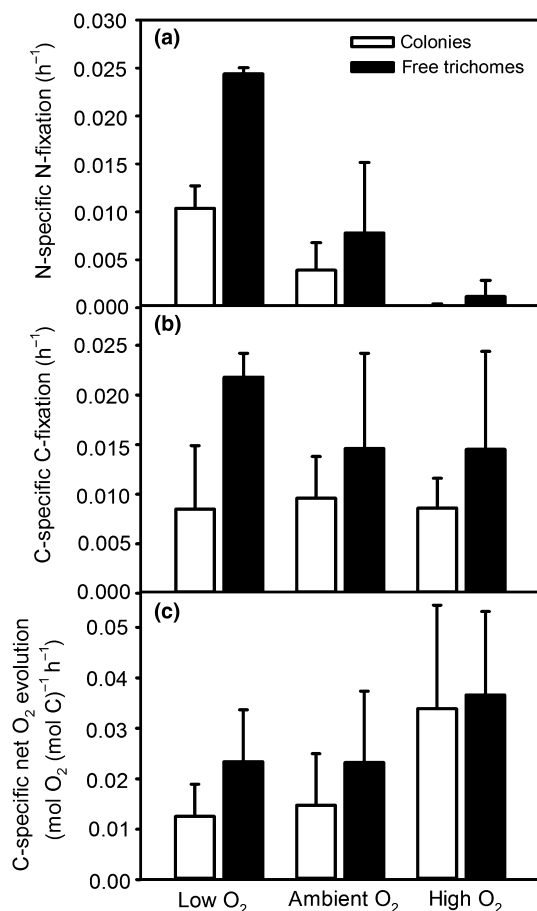 (a)
Colonies
Free trichomes
N-specific N-fixation (h⁻¹)
0.030
0.025
0.020
0.015
0.010
0.005
0.000
(b)
C-specific C-fixation (h⁻¹)
0.025
0.020
0.015
0.010
0.005
0.000
(c)
C-specific net O₂ evolution
(mol O₂ (mol C)⁻¹ h⁻¹)
0.05
0.04
0.03
0.02
0.01
0.00
Low O₂ Ambient O₂ High O₂